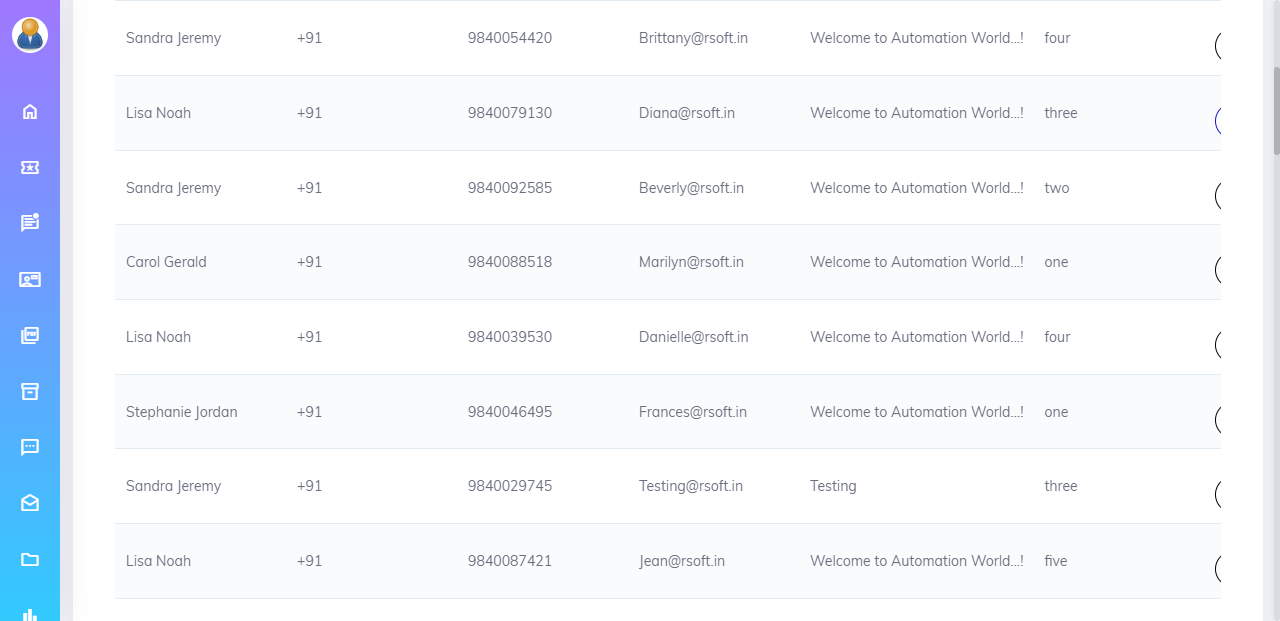 Sandra Jeremy +91 9840054420 Brittany@rsoft.in Welcome to Automation World...! four
Lisa Noah +91 9840079130 Diana@rsoft.in Welcome to Automation World...! three
Sandra Jeremy +91 9840092585 Beverly@rsoft.in Welcome to Automation World...! two
Carol Gerald +91 9840088518 Marilyn@rsoft.in Welcome to Automation World...! one
Lisa Noah +91 9840039530 Danielle@rsoft.in Welcome to Automation World...! four
Stephanie Jordan +91 9840046495 Frances@rsoft.in Welcome to Automation World...! one
Sandra Jeremy +91 9840029745 Testing@rsoft.in Testing three
Lisa Noah +91 9840087421 Jean@rsoft.in Welcome to Automation World...! five